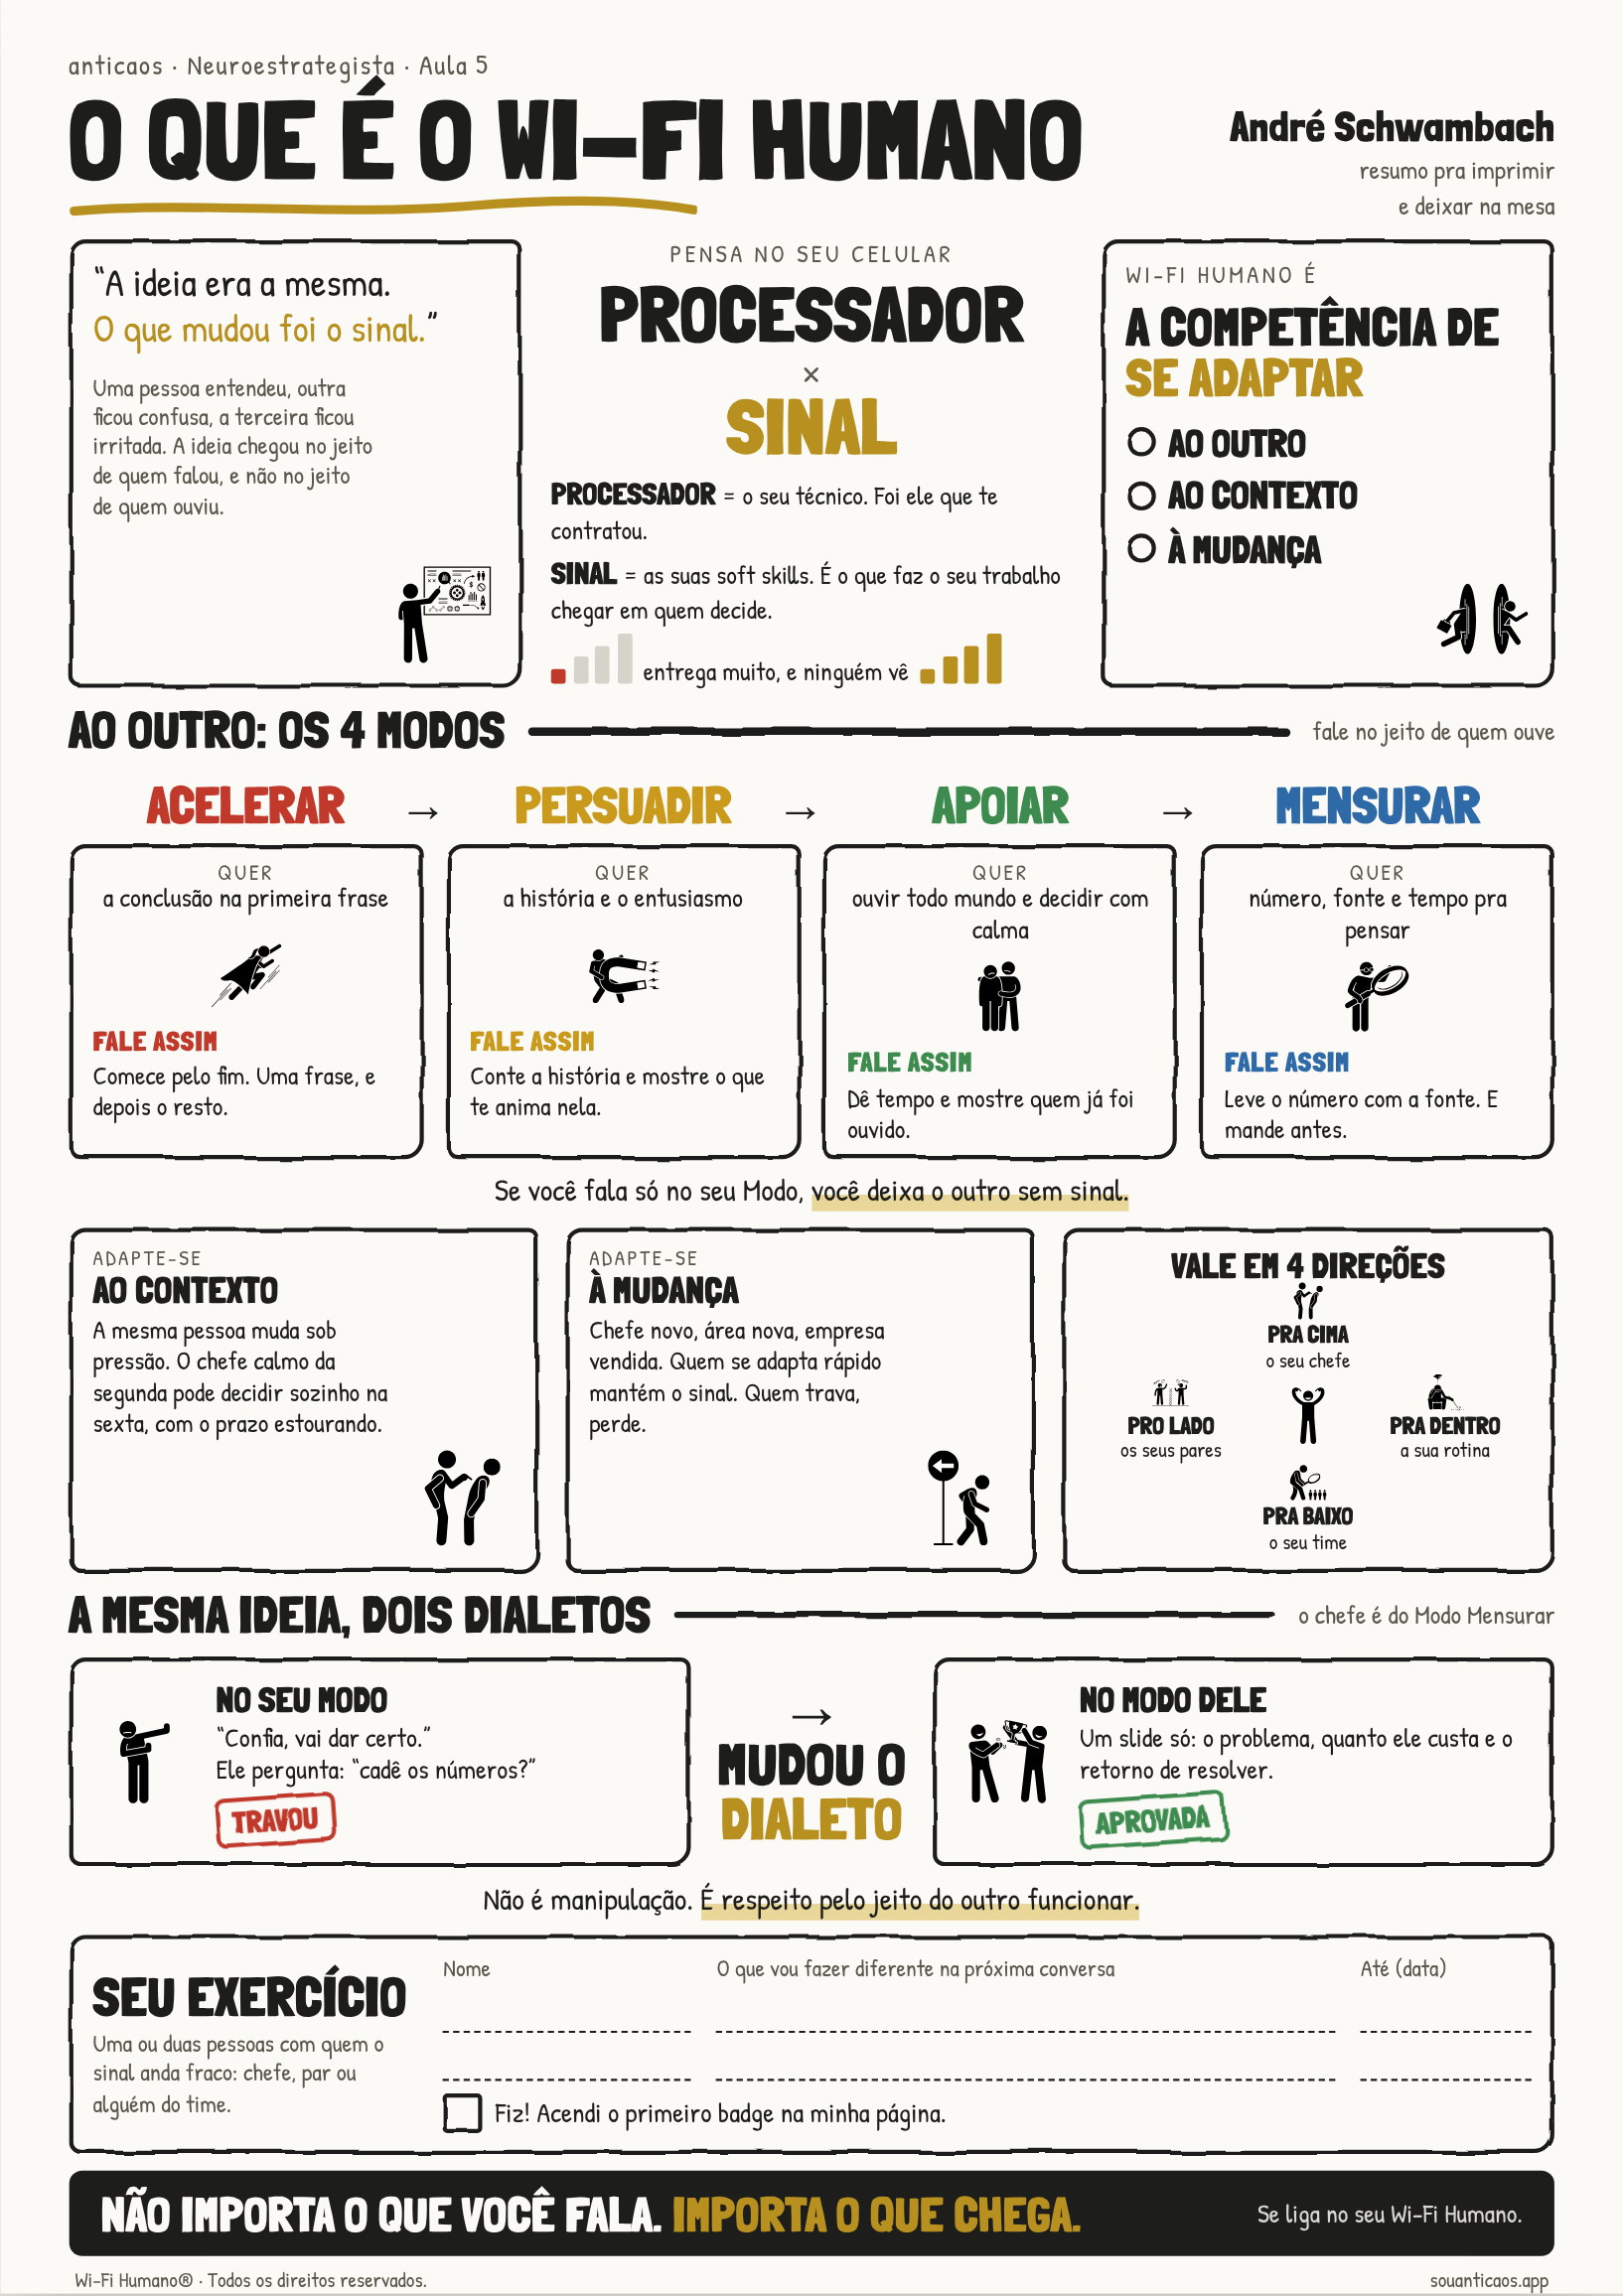 anticaos · Neuroestrategista · Aula 5
O QUE É O WI-FI HUMANO
André Schwambach
resumo pra imprimir
e deixar na mesa
"A ideia era a mesma.
O que mudou foi o sinal."
Uma pessoa entendeu, outra
ficou confusa, a terceira ficou
irritada. A ideia chegou no jeito
de quem falou, e não no jeito
de quem ouviu.
PENSA NO SEU CELULAR
PROCESSADOR
×
SINAL
PROCESSADOR = o seu técnico. Foi ele que te
contratou.
SINAL = as suas soft skills. É o que faz o seu trabalho
chegar em quem decide.
entrega muito, e ninguém vê
WI-FI HUMANO É
A COMPETÊNCIA DE
SE ADAPTAR
AO OUTRO
AO CONTEXTO
À MUDANÇA
AO OUTRO: OS 4 MODOS
fale no jeito de quem ouve
ACELERAR → PERSUADIR → APOIAR → MENSURAR
QUER
a conclusão na primeira frase
FALE ASSIM
Comece pelo fim. Uma frase, e
depois o resto.
QUER
a história e o entusiasmo
FALE ASSIM
Conte a história e mostre o que
te anima nela.
QUER
ouvir todo mundo e decidir com
calma
FALE ASSIM
Dê tempo e mostre quem já foi
ouvido.
QUER
número, fonte e tempo pra
pensar
FALE ASSIM
Leve o número com a fonte. E
mande antes.
Se você fala só no seu Modo, você deixa o outro sem sinal.
ADAPTE-SE
AO CONTEXTO
A mesma pessoa muda sob
pressão. O chefe calmo da
segunda pode decidir sozinho na
sexta, com o prazo estourando.
ADAPTE-SE
À MUDANÇA
Chefe novo, área nova, empresa
vendida. Quem se adapta rápido
mantém o sinal. Quem trava,
perde.
VALE EM 4 DIREÇÕES
PRA CIMA
o seu chefe
PRO LADO
os seus pares
PRA DENTRO
a sua rotina
PRA BAIXO
o seu time
A MESMA IDEIA, DOIS DIALETOS
o chefe é do Modo Mensurar
NO SEU MODO
"Confia, vai dar certo."
Ele pergunta: "cadê os números?"
TRAVOU
→
MUDOU O
DIALETO
NO MODO DELE
Um slide só: o problema, quanto ele custa e o
retorno de resolver.
APROVADA
Não é manipulação. É respeito pelo jeito do outro funcionar.
SEU EXERCÍCIO
Uma ou duas pessoas com quem o
sinal anda fraco: chefe, par ou
alguém do time.
Nome
O que vou fazer diferente na próxima conversa
Até (data)
Fiz! Acendi o primeiro badge na minha página.
NÃO IMPORTA O QUE VOCÊ FALA. IMPORTA O QUE CHEGA.
Se liga no seu Wi-Fi Humano.
Wi-Fi Humano® · Todos os direitos reservados.
souanticaos.app